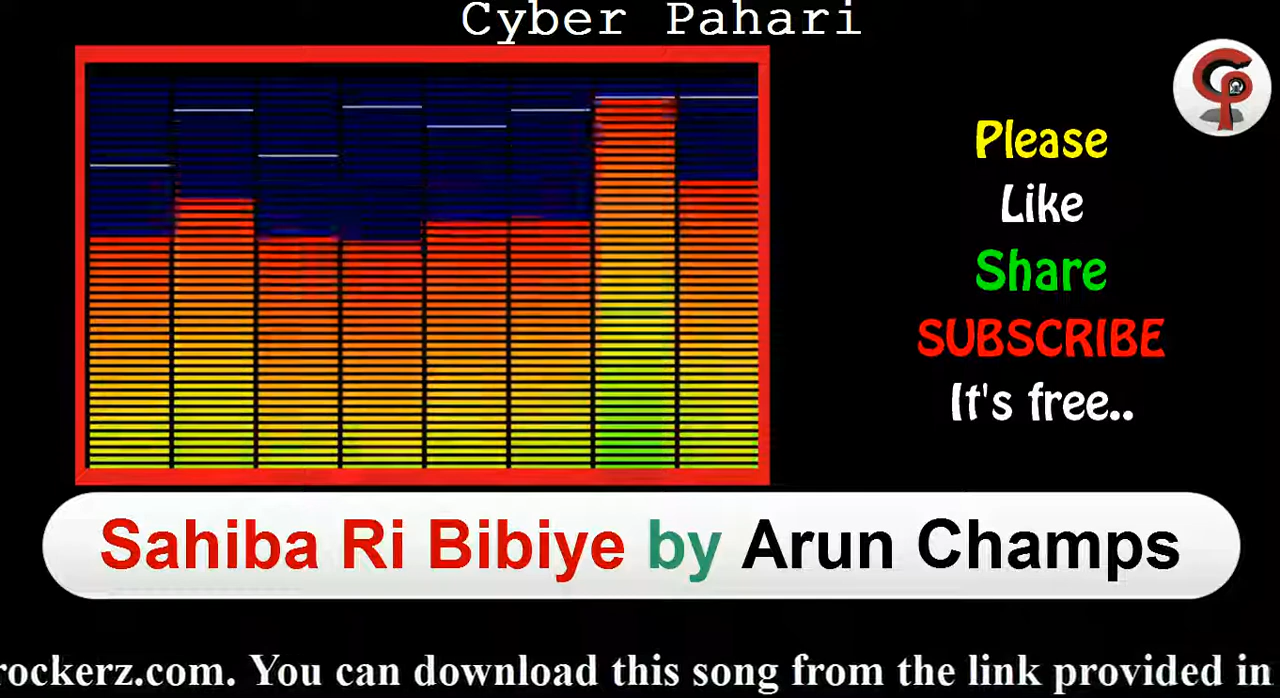 Cyber Pahari
Please
Like
Share
SUBSCRIBE
It's free..
Sahiba Ri Bibiye by Arun Champs
rockerz.com. You can download this song from the link provided in